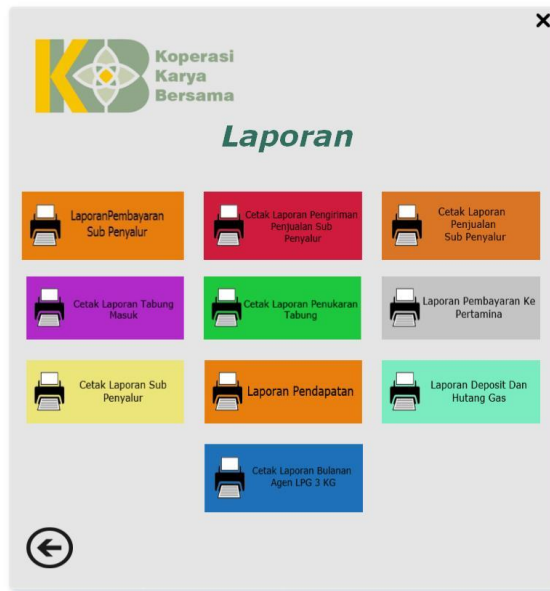 KB
Koperasi
Karya
Bersama
Laporan
LaporanPembayaran
Sub Penyalur
Cetak Laporan Pengiriman
Penjualan Sub
Penyalur
Cetak Laporan
Penjualan
Sub Penyalur
Cetak Laporan Tabung
Masuk
Cetak Laporan Penukaran
Tabung
Laporan Pembayaran Ke
Pertamina
Cetak Laporan Sub
Penyalur
Laporan Pendapatan
Laporan Deposit Dan
Hutang Gas
Cetak Laporan Bulanan
Agen LPG 3 KG